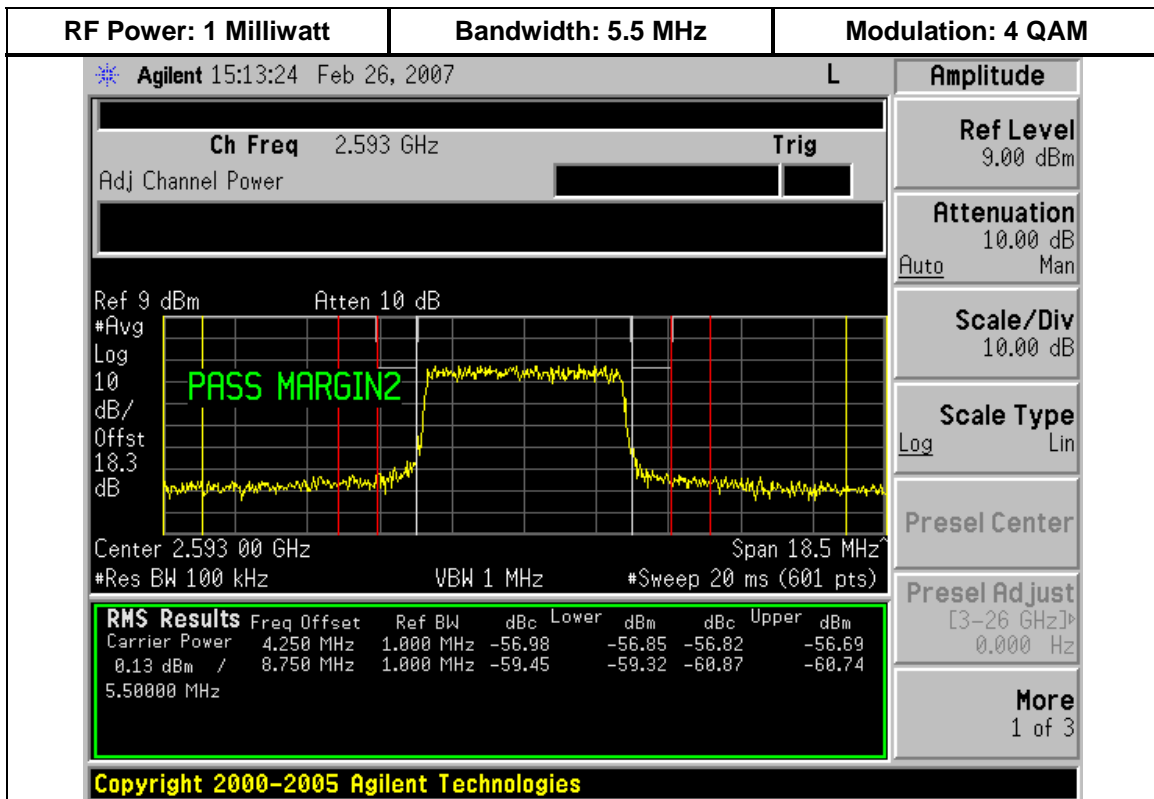 RF Power: 1 Milliwatt Bandwidth: 5.5 MHz Modulation: 4 QAM
Agilent 15:13:24 Feb 26, 2007 L Amplitude
Ch Freq 2.593 GHz Trig
Adj Channel Power
Ref Level
9.00 dBm
Attenuation
10.00 dB
Auto Man
Scale/Div
10.00 dB
Scale Type
Log Lin
Presel Center
Presel Adjust
[3-26 GHz]
0.000 Hz
More
1 of 3
Ref 9 dBm Atten 10 dB
#Avg
Log
10
dB/
Offst
18.3
dB
PASS MARGIN2
Center 2.593 00 GHz Span 18.5 MHz^
#Res BW 100 kHz VBW 1 MHz #Sweep 20 ms (601 pts)
RMS Results Freq Offset Ref BW dBc Lower dBm dBc Upper dBm
Carrier Power 4.250 MHz 1.000 MHz -56.98 -56.85 -56.82 -56.69
0.13 dBm / 8.750 MHz 1.000 MHz -59.45 -59.32 -60.87 -60.74
5.50000 MHz
Copyright 2000-2005 Agilent Technologies